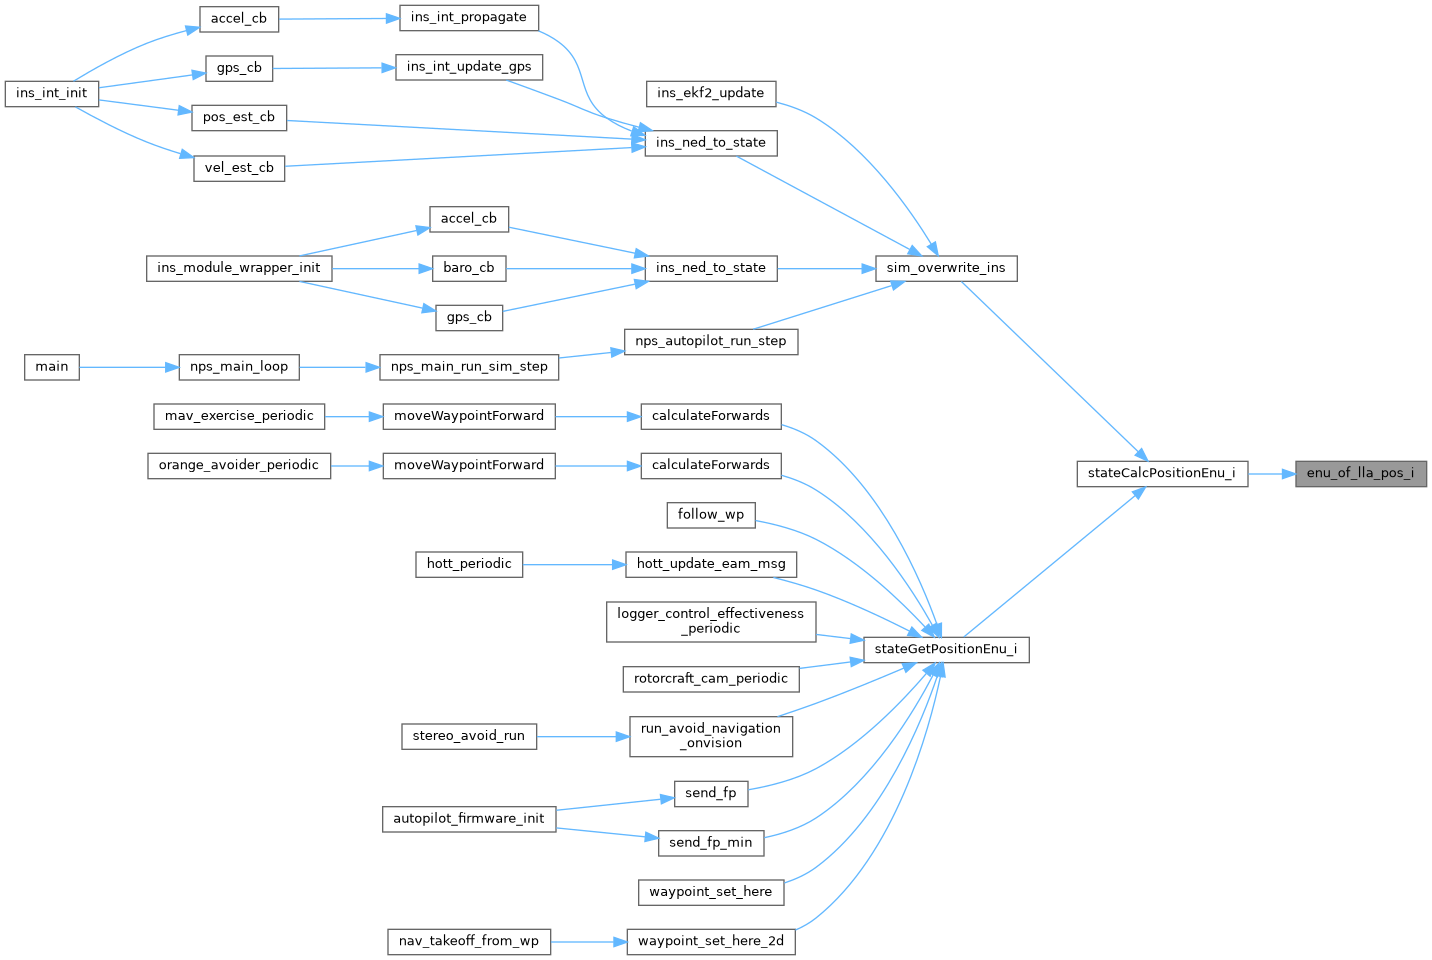 accel_cb
ins_int_propagate
gps_cb
ins_int_update_gps
ins_int_init
ins_ekf2_update
pos_est_cb
ins_ned_to_state
vel_est_cb
accel_cb
ins_module_wrapper_init
baro_cb
ins_ned_to_state
sim_overwrite_ins
gps_cb
nps_autopilot_run_step
main
nps_main_loop
nps_main_run_sim_step
mav_exercise_periodic
moveWaypointForward
calculateForwards
orange_avoider_periodic
moveWaypointForward
calculateForwards
stateCalcPositionEnu_i
enu_of_lla_pos_i
follow_wp
hott_periodic
hott_update_eam_msg
logger_control_effectiveness
_periodic
stateGetPositionEnu_i
rotorcraft_cam_periodic
stereo_avoid_run
run_avoid_navigation
_onvision
send_fp
autopilot_firmware_init
send_fp_min
waypoint_set_here
nav_takeoff_from_wp
waypoint_set_here_2d